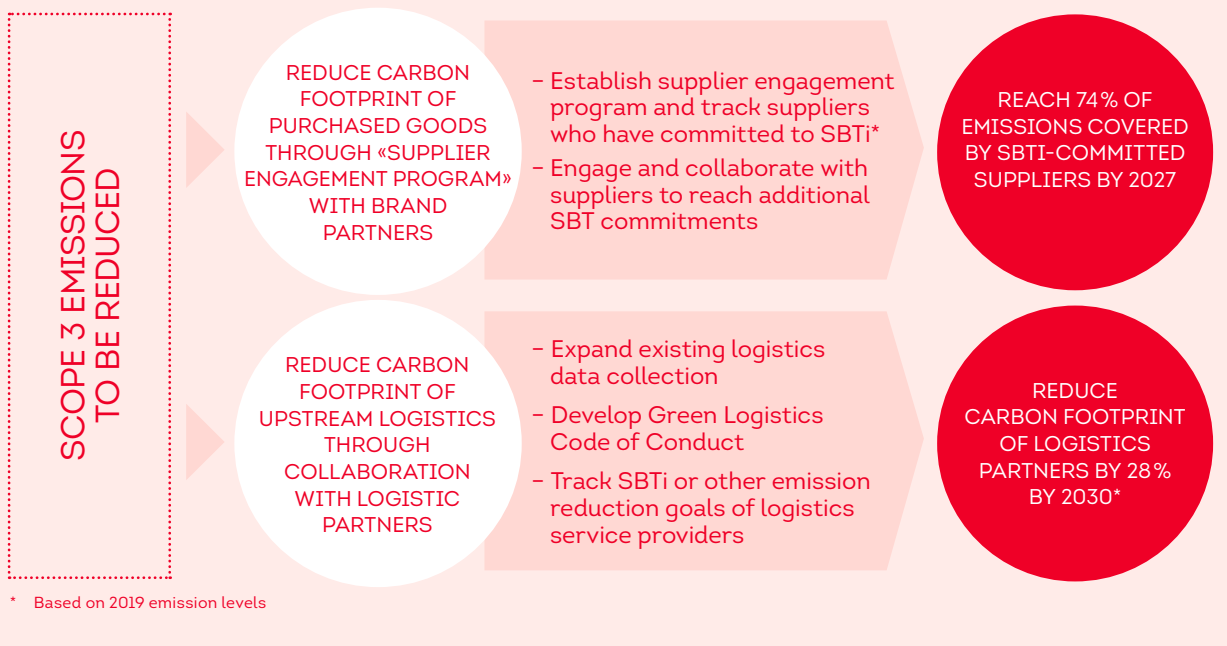 SCOPE 3 EMISSIONS
TO BE REDUCED
REDUCE CARBON
FOOTPRINT OF
PURCHASED GOODS
THROUGH «SUPPLIER
ENGAGEMENT PROGRAM»
WITH BRAND
PARTNERS
– Establish supplier engagement
program and track suppliers
who have committed to SBTi*
– Engage and collaborate with
suppliers to reach additional
SBT commitments
REACH 74% OF
EMISSIONS COVERED
BY SBTI-COMMITTED
SUPPLIERS BY 2027
REDUCE CARBON
FOOTPRINT OF
UPSTREAM LOGISTICS
THROUGH
COLLABORATION
WITH LOGISTIC
PARTNERS
– Expand existing logistics
data collection
– Develop Green Logistics
Code of Conduct
– Track SBTi or other emission
reduction goals of logistics
service providers
REDUCE
CARBON FOOTPRINT
OF LOGISTICS
PARTNERS BY 28%
BY 2030*
* Based on 2019 emission levels